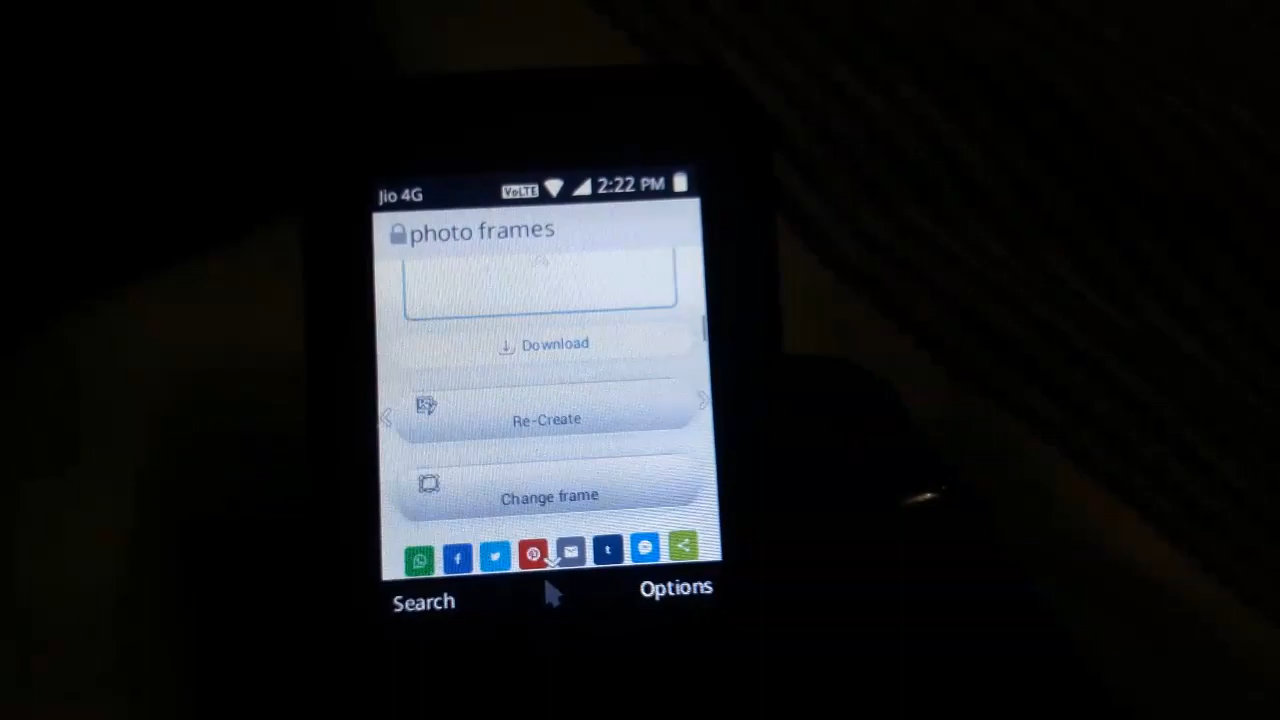 Jio 4G VoLTE 2:22 PM
photo frames
Download
Re-Create
Change frame
f t
Search Options